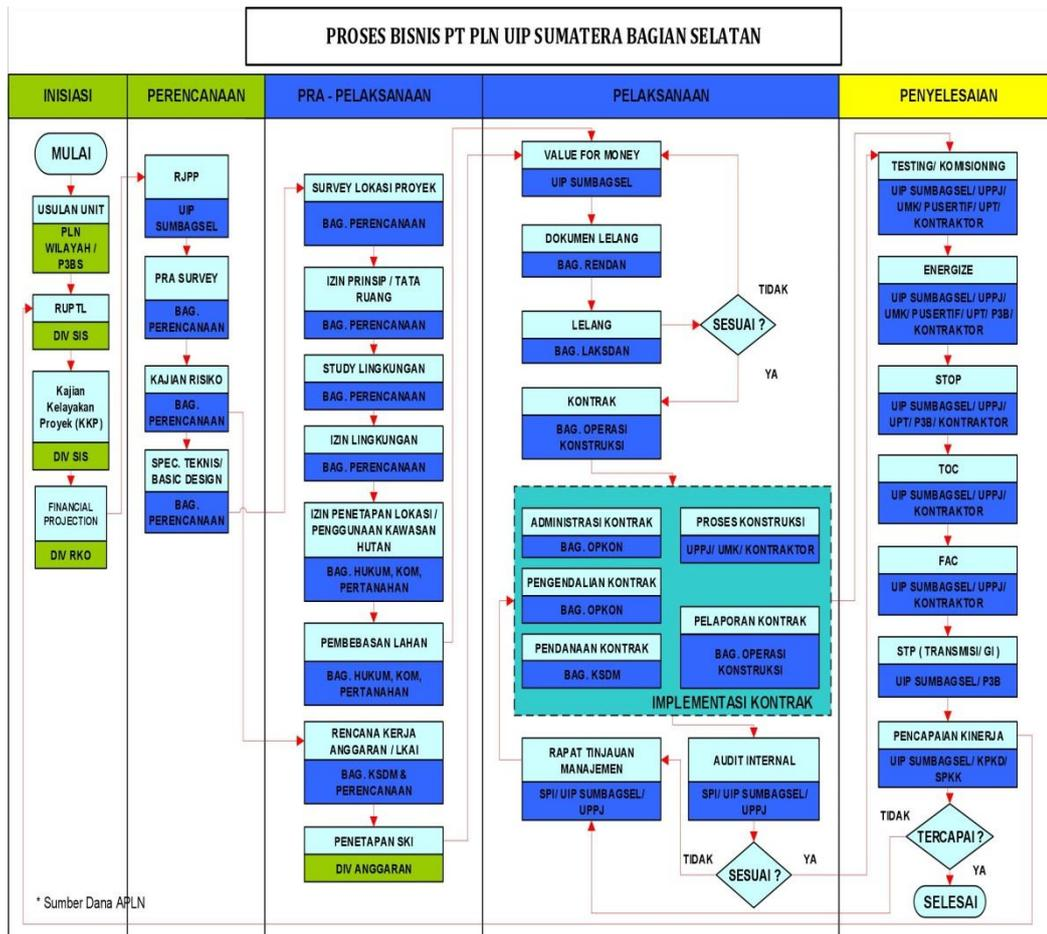 PROSES BISNIS PT PLN UIP SUMATERA BAGIAN SELATAN
INISIASI
MULAI
USULAN UNIT
PLN
WILAYAH /
P3BS
RUPTL
DIV SIS
Kajian
Kelayakan
Proyek (KKP)
DIV SIS
FINANCIAL
PROJECTION
DIV RKO
PERENCANAAN
RJPP
UIP
SUMBAGSEL
PRA SURVEY
BAG.
PERENCANAAN
KAJIAN RISIKO
BAG.
PERENCANAAN
SPEC. TEKNIS/
BASIC DESIGN
BAG.
PERENCANAAN
PRA - PELAKSANAAN
SURVEY LOKASI PROYEK
BAG. PERENCANAAN
IZIN PRINSIP / TATA
RUANG
BAG. PERENCANAAN
STUDY LINGKUNGAN
BAG. PERENCANAAN
IZIN LINGKUNGAN
BAG. PERENCANAAN
IZIN PENETAPAN LOKASI /
PENGGUNAAN KAWASAN
HUTAN
BAG. HUKUM, KOM,
PERTANAHAN
PEMBEBASAN LAHAN
BAG. HUKUM, KOM,
PERTANAHAN
RENCANA KERJA
ANGGARAN / LKAI
BAG. KSDM &
PERENCANAAN
PENETAPAN SKI
DIV ANGGARAN
PELAKSANAAN
VALUE FOR MONEY
UIP SUMBAGSEL
DOKUMEN LELANG
BAG. RENDAN
LELANG
BAG. LAKSDAN
TIDAK
SESUAI ?
YA
KONTRAK
BAG. OPERASI
KONSTRUKSI
ADMINISTRASI KONTRAK
BAG. OPKON
PROSES KONSTRUKSI
UPPJ/ UMK/ KONTRAKTOR
PENGENDALIAN KONTRAK
BAG. OPKON
PELAPORAN KONTRAK
BAG. OPERASI
KONSTRUKSI
PENDANAAN KONTRAK
BAG. KSDM
IMPLEMENTASI KONTRAK
RAPAT TINJAUAN
MANAJEMEN
SPI/ UIP SUMBAGSEL/
UPPJ
AUDIT INTERNAL
SPI/ UIP SUMBAGSEL/
UPPJ
TIDAK
SESUAI ?
YA
PENYELESAIAN
TESTING/ KOMISIONING
UIP SUMBAGSEL/ UPPJ/
UMK/ PUSERTIF/ UPT/
KONTRAKTOR
ENERGIZE
UIP SUMBAGSEL/ UPPJ/
UMK/ PUSERTIF/ UPT/ P3B/
KONTRAKTOR
STOP
UIP SUMBAGSEL/ UPPJ/
UPT/ P3B/ KONTRAKTOR
TOC
UIP SUMBAGSEL/ UPPJ/
KONTRAKTOR
FAC
UIP SUMBAGSEL/ UPPJ/
KONTRAKTOR
STP ( TRANSMISI/ GI )
UIP SUMBAGSEL/ P3B
PENCAPAIAN KINERJA
UIP SUMBAGSEL/ KPKD/
SPKK
TIDAK
TERCAPAI ?
YA
SELESAI
* Sumber Dana APLN